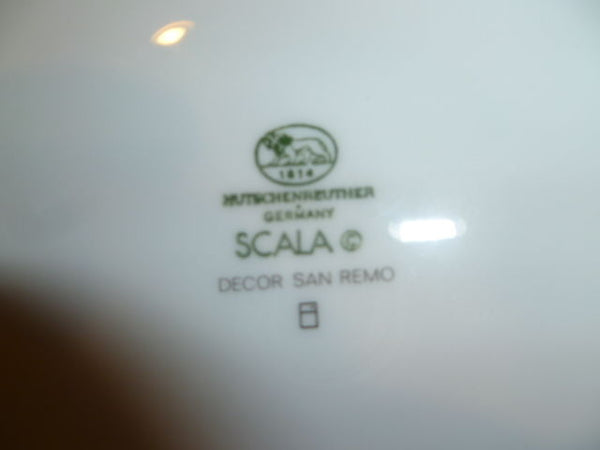 1814
HUTSCHENREUTHER
GERMANY
SCALA ©
DECOR SAN REMO